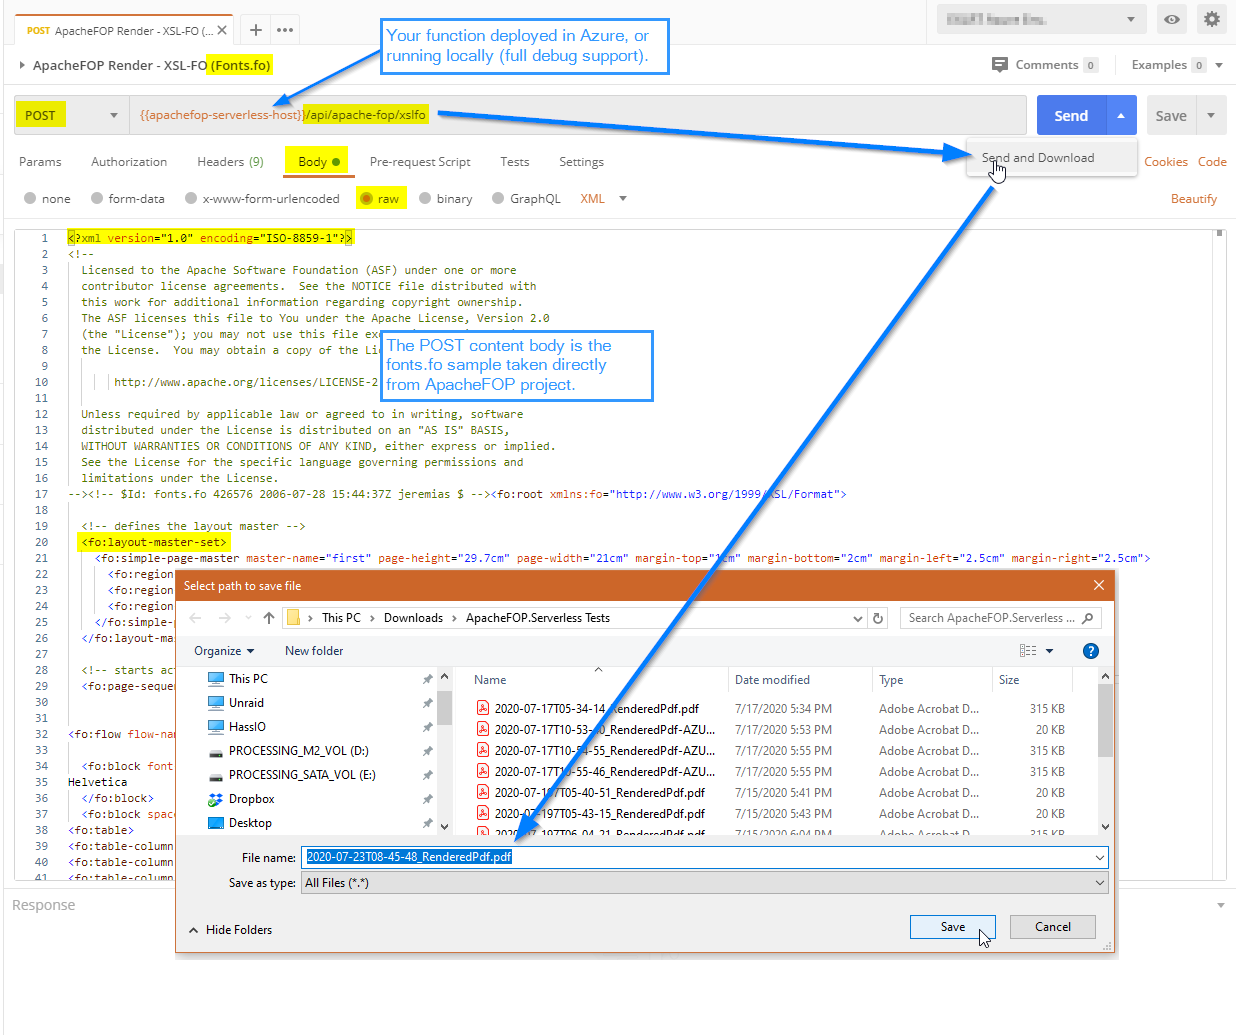 POST ApacheFOP Render - XSL-FO (...
Your function deployed in Azure, or
running locally (full debug support).
ApacheFOP Render - XSL-FO (Fonts.fo)
Comments 0 Examples 0
POST {{apachefop-serverless-host}}/api/apache-fop/xslfo Send Save
Send and Download
Params Authorization Headers (9) Body Pre-request Script Tests Settings Cookies Code
none form-data x-www-form-urlencoded raw binary GraphQL XML Beautify
1 <?xml version="1.0" encoding="ISO-8859-1"?>
2 <!--
3 Licensed to the Apache Software Foundation (ASF) under one or more
4 contributor license agreements.  See the NOTICE file distributed with
5 this work for additional information regarding copyright ownership.
6 The ASF licenses this file to You under the Apache License, Version 2.0
7 (the "License"); you may not use this file ex
8 the License.  You may obtain a copy of the Li
The POST content body is the
fonts.fo sample taken directly
from ApacheFOP project.
9
10 http://www.apache.org/licenses/LICENSE-2
11
12 Unless required by applicable law or agreed to in writing, software
13 distributed under the License is distributed on an "AS IS" BASIS,
14 WITHOUT WARRANTIES OR CONDITIONS OF ANY KIND, either express or implied.
15 See the License for the specific language governing permissions and
16 limitations under the License.
17 --><!-- $Id: fonts.fo 426576 2006-07-28 15:44:37Z jeremias $ --><fo:root xmlns:fo="http://www.w3.org/1999/XSL/Format">
18
19 <!-- defines the layout master -->
20 <fo:layout-master-set>
21 <fo:simple-page-master master-name="first" page-height="29.7cm" page-width="21cm" margin-top="1cm" margin-bottom="2cm" margin-left="2.5cm" margin-right="2.5cm">
22 <fo:region
23 <fo:region
24 <fo:region
25 </fo:simple-p
26 </fo:layout-ma
27
28 <!-- starts ac
29 <fo:page-seque
30
31
32 <fo:flow flow-na
33
34 <fo:block font
35 Helvetica
36 </fo:block>
37 <fo:block spac
38 <fo:table>
39 <fo:table-column
40 <fo:table-column
41 <fo:table-column
Select path to save file
This PC Downloads ApacheFOP.Serverless Tests Search ApacheFOP.Serverless ...
Organize New folder
This PC
Unraid
HassIO
PROCESSING_M2_VOL (D:)
PROCESSING_SATA_VOL (E:)
Dropbox
Desktop
Name Date modified Type Size
2020-07-17T05-34-14_RenderedPdf.pdf 7/17/2020 5:34 PM Adobe Acrobat D... 315 KB
2020-07-17T10-53-40_RenderedPdf-AZU... 7/17/2020 5:53 PM Adobe Acrobat D... 20 KB
2020-07-17T10-54-55_RenderedPdf-AZU... 7/17/2020 5:55 PM Adobe Acrobat D... 315 KB
2020-07-17T10-55-46_RenderedPdf-AZU... 7/17/2020 5:55 PM Adobe Acrobat D... 315 KB
2020-07-197T05-40-51_RenderedPdf.pdf 7/15/2020 5:41 PM Adobe Acrobat D... 20 KB
2020-07-197T05-43-15_RenderedPdf.pdf 7/15/2020 5:43 PM Adobe Acrobat D... 20 KB
2020-07-197T06-04-21_RenderedPdf.pdf 7/15/2020 6:04 PM Adobe Acrobat D... 315 KB
File name: 2020-07-23T08-45-48_RenderedPdf.pdf
Save as type: All Files (*.*)
Hide Folders Save Cancel
Response